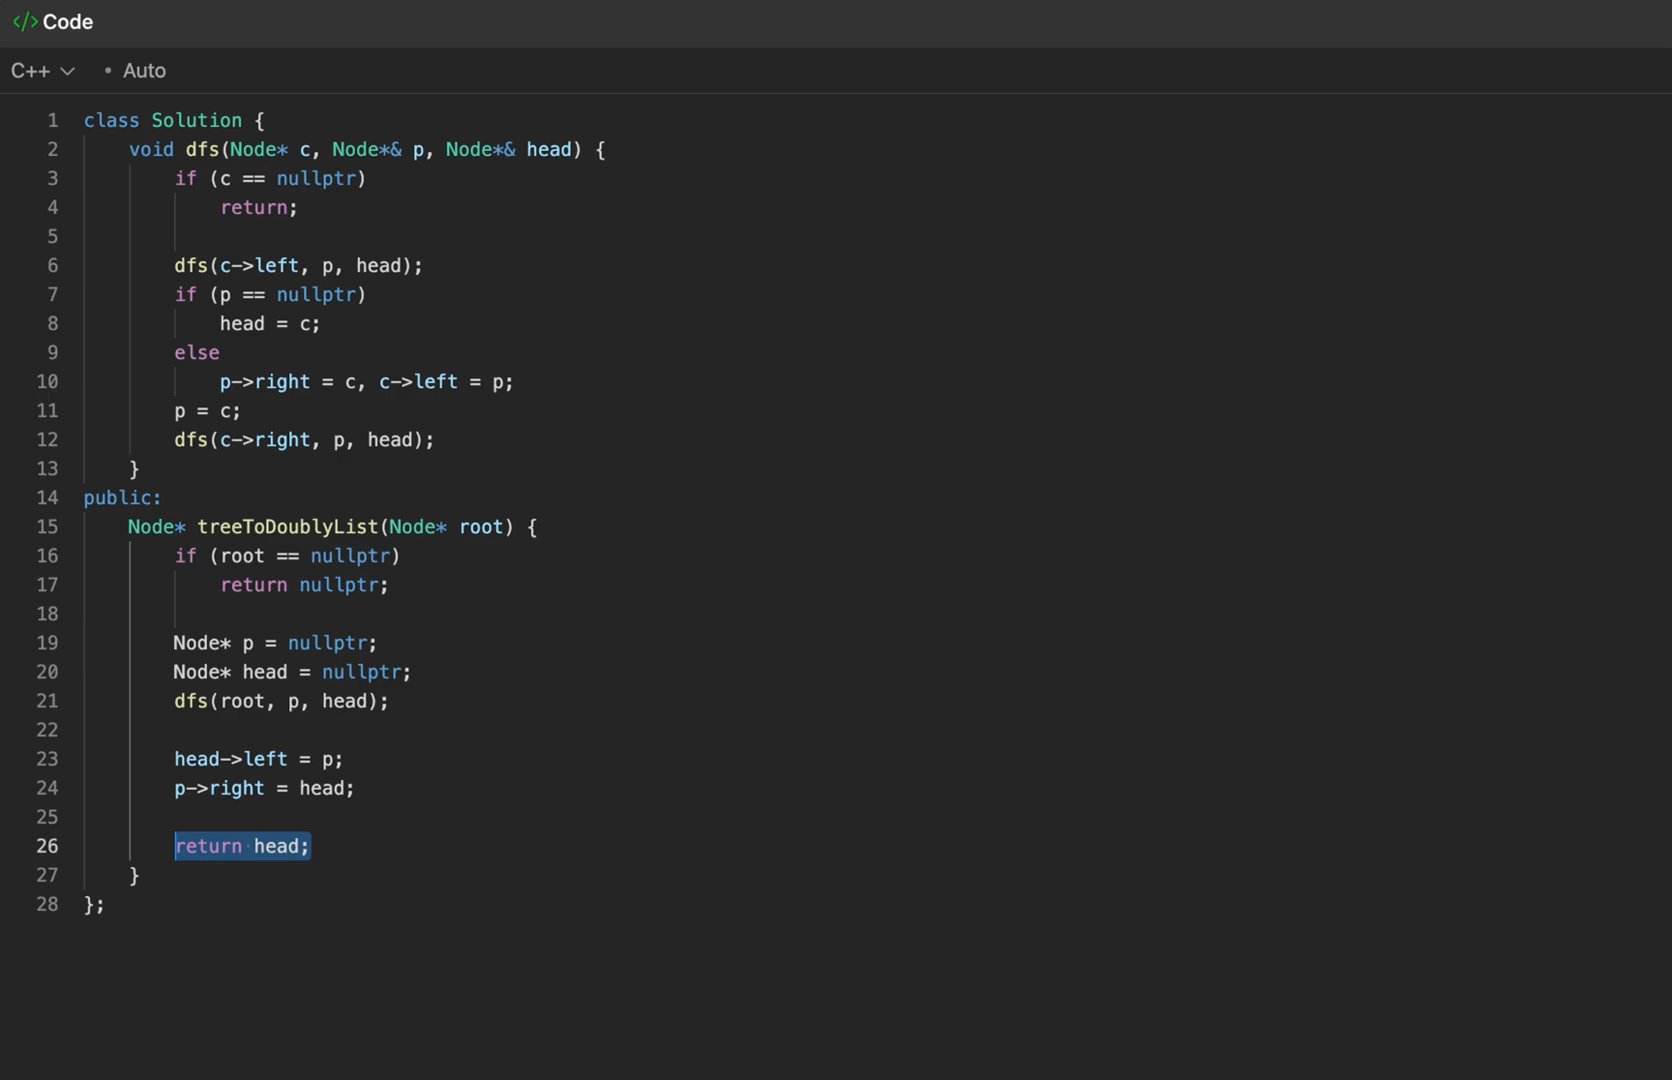 </> Code
C++ • Auto
1 class Solution {
2 void dfs(Node* c, Node*& p, Node*& head) {
3 if (c == nullptr)
4 return;
5
6 dfs(c->left, p, head);
7 if (p == nullptr)
8 head = c;
9 else
10 p->right = c, c->left = p;
11 p = c;
12 dfs(c->right, p, head);
13 }
14 public:
15 Node* treeToDoublyList(Node* root) {
16 if (root == nullptr)
17 return nullptr;
18
19 Node* p = nullptr;
20 Node* head = nullptr;
21 dfs(root, p, head);
22
23 head->left = p;
24 p->right = head;
25
26 return head;
27 }
28 };